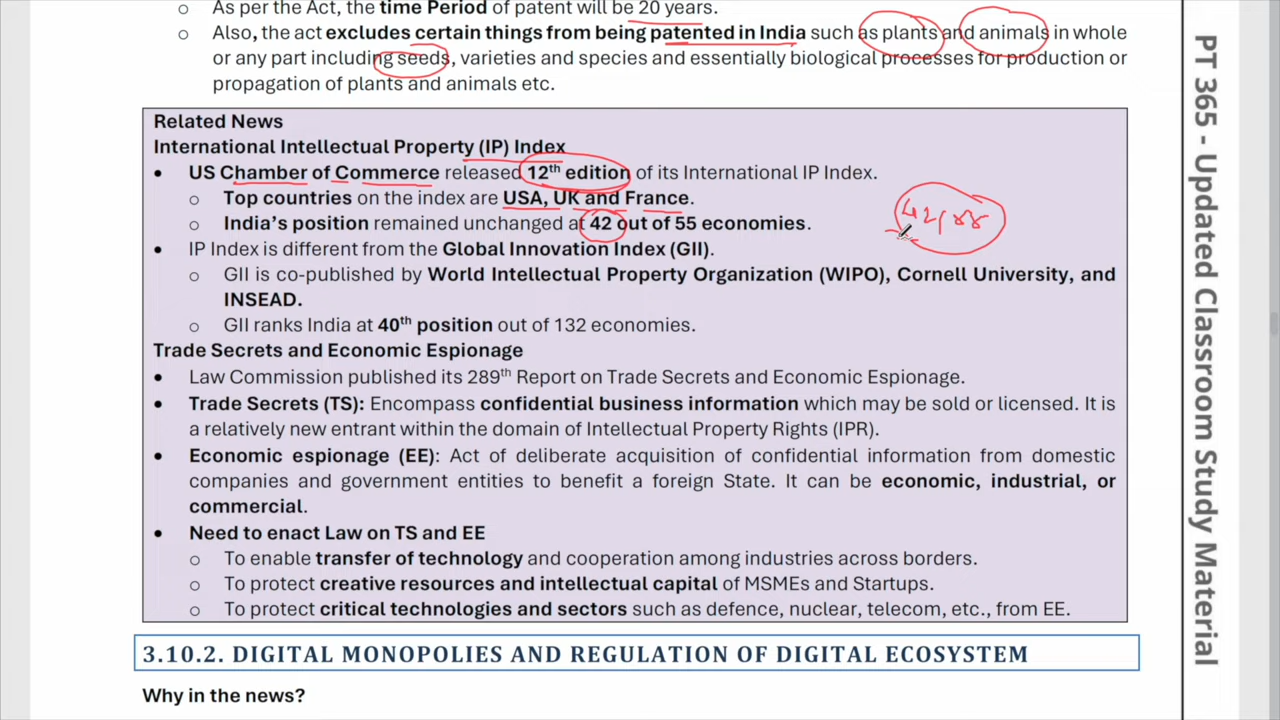 o As per the Act, the time Period of patent will be 20 years.
o Also, the act excludes certain things from being patented in India such as plants and animals in whole
or any part including seeds, varieties and species and essentially biological processes for production or
propagation of plants and animals etc.
Related News
International Intellectual Property (IP) Index
• US Chamber of Commerce released 12th edition of its International IP Index.
o Top countries on the index are USA, UK and France.
o India's position remained unchanged at 42 out of 55 economies.
42/55
• IP Index is different from the Global Innovation Index (GII).
o GII is co-published by World Intellectual Property Organization (WIPO), Cornell University, and
INSEAD.
o GII ranks India at 40th position out of 132 economies.
Trade Secrets and Economic Espionage
• Law Commission published its 289th Report on Trade Secrets and Economic Espionage.
• Trade Secrets (TS): Encompass confidential business information which may be sold or licensed. It is
a relatively new entrant within the domain of Intellectual Property Rights (IPR).
• Economic espionage (EE): Act of deliberate acquisition of confidential information from domestic
companies and government entities to benefit a foreign State. It can be economic, industrial, or
commercial.
• Need to enact Law on TS and EE
o To enable transfer of technology and cooperation among industries across borders.
o To protect creative resources and intellectual capital of MSMEs and Startups.
o To protect critical technologies and sectors such as defence, nuclear, telecom, etc., from EE.
3.10.2. DIGITAL MONOPOLIES AND REGULATION OF DIGITAL ECOSYSTEM
Why in the news?
PT 365 - Updated Classroom Study Material